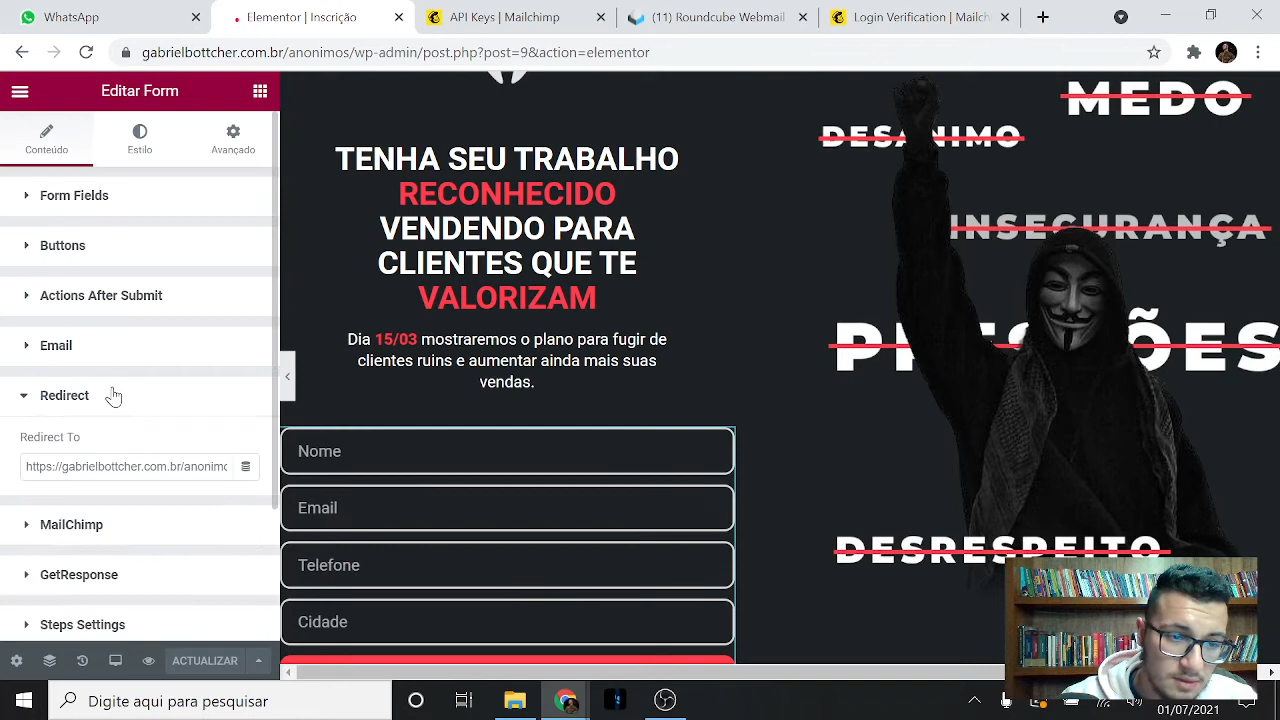 WhatsApp
Elementor | Inscrição
API Keys | Mailchimp
(11) Roundcube Webmail
Login Verification | Mailch
gabrielbottcher.com.br/anonimos/wp-admin/post.php?post=9&action=elementor
Editar Form
Conteúdo
Estilo
Avançado
Form Fields
Buttons
Actions After Submit
Email
Redirect
Redirect To
https://gabrielbottcher.com.br/anonimo
MailChimp
GetResponse
Steps Settings
ACTUALIZAR
TENHA SEU TRABALHO
RECONHECIDO
VENDENDO PARA
CLIENTES QUE TE
VALORIZAM
Dia 15/03 mostraremos o plano para fugir de
clientes ruins e aumentar ainda mais suas
vendas.
Nome
Email
Telefone
Cidade
MEDO
DESANIMO
INSEGURANÇA
DESRESPEITO
Digite aqui para pesquisar
01/07/2021